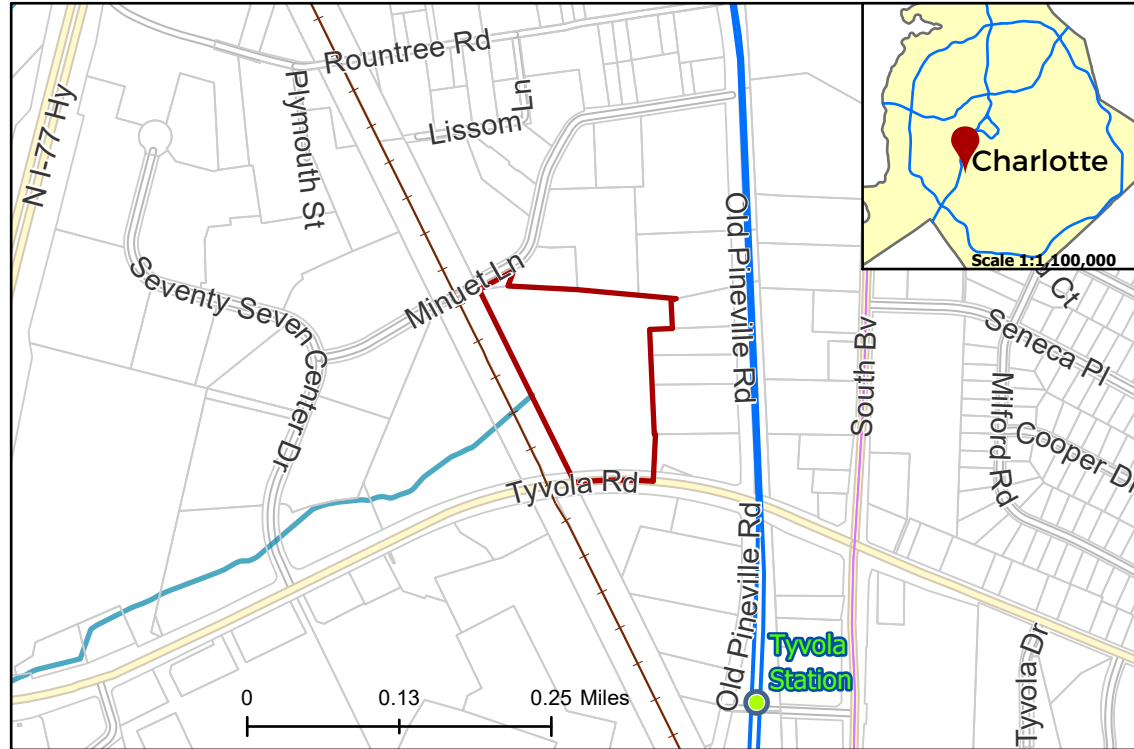 Rountree Rd
Plymouth St
Lissom Ln
N I-77 Hy
Charlotte
Scale 1:1,100,000
Old Pineville Rd
Seventy Seven Center Dr
Minuet Ln
Ct
Seneca Pl
South Bv
Milford Rd
Cooper Dr
Tyvola Rd
Old Pineville Rd
Tyvola
Station
Tyvola Dr
0 0.13 0.25 Miles